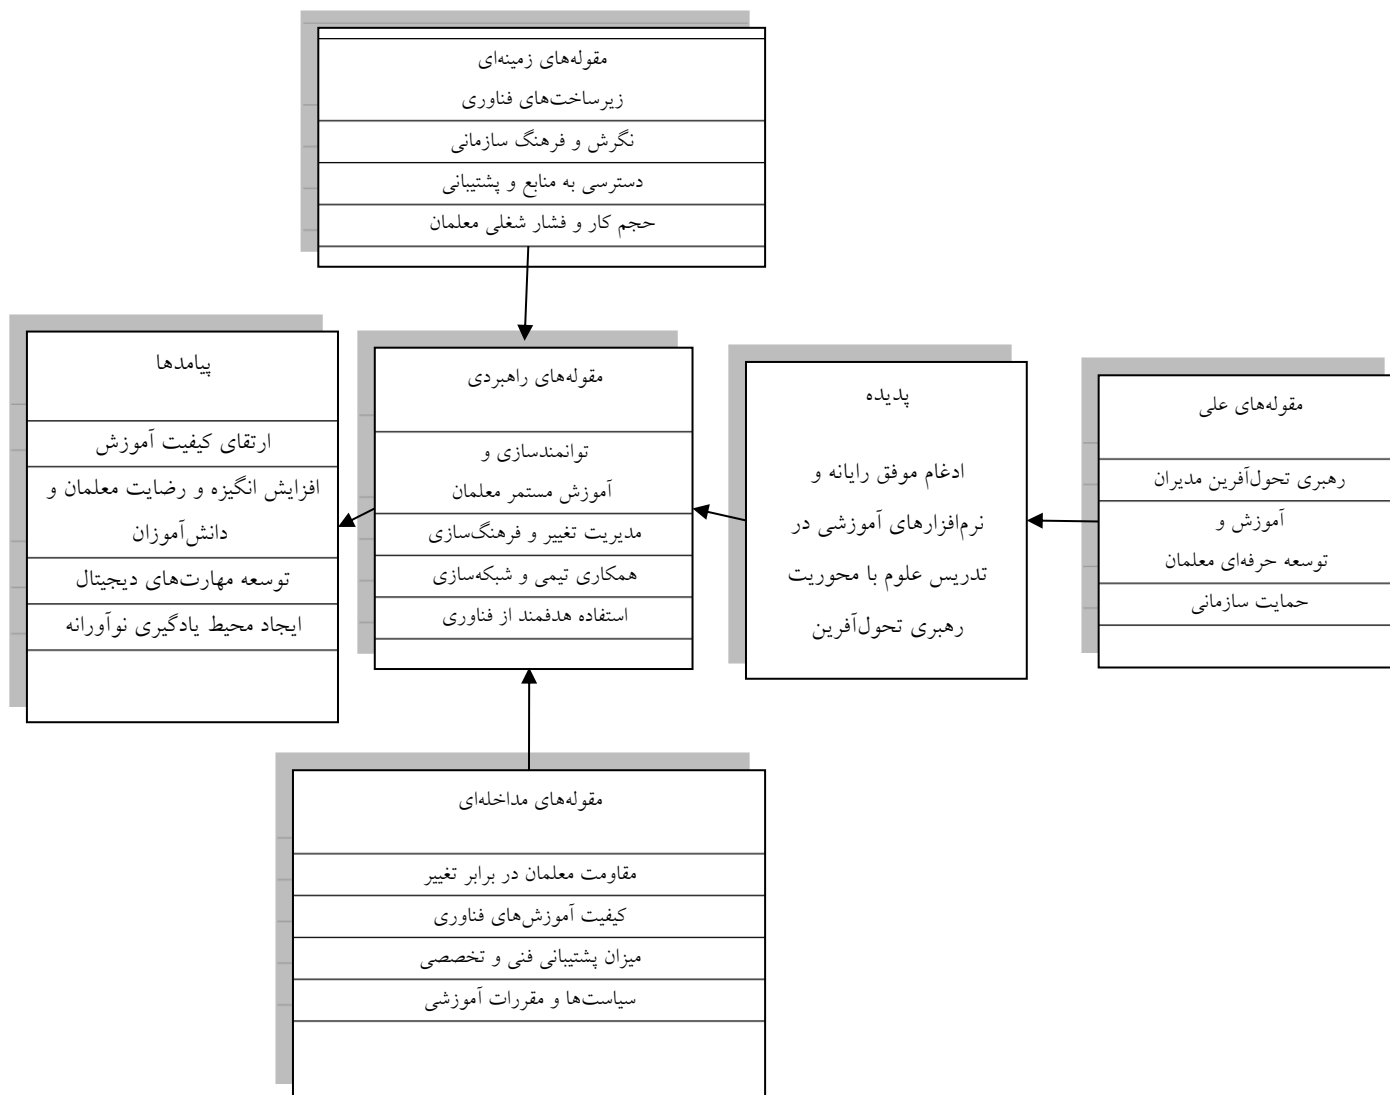 مقوله‌های زمینه‌ای
زیرساخت‌های فناوری
نگرش و فرهنگ سازمانی
دسترسی به منابع و پشتیبانی
حجم کار و فشار شغلی معلمان
مقوله‌های علی
رهبری تحول‌آفرین مدیران
آموزش و
توسعه حرفه‌ای معلمان
حمایت سازمانی
پدیده
ادغام موفق رایانه و
نرم‌افزارهای آموزشی در
تدریس علوم با محوریت
رهبری تحول‌آفرین
مقوله‌های راهبردی
توانمندسازی و
آموزش مستمر معلمان
مدیریت تغییر و فرهنگ‌سازی
همکاری تیمی و شبکه‌سازی
استفاده هدفمند از فناوری
پیامدها
ارتقای کیفیت آموزش
افزایش انگیزه و رضایت معلمان و
دانش‌آموزان
توسعه مهارت‌های دیجیتال
ایجاد محیط یادگیری نوآورانه
مقوله‌های مداخله‌ای
مقاومت معلمان در برابر تغییر
کیفیت آموزش‌های فناوری
میزان پشتیبانی فنی و تخصصی
سیاست‌ها و مقررات آموزشی